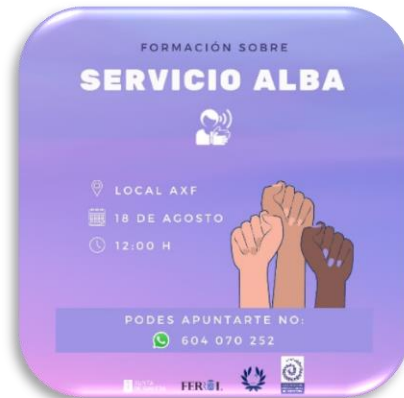 FORMACIÓN SOBRE
SERVICIO ALBA
LOCAL AXF
18 DE AGOSTO
12:00 H
PODES APUNTARTE NO:
604 070 252
FERROL